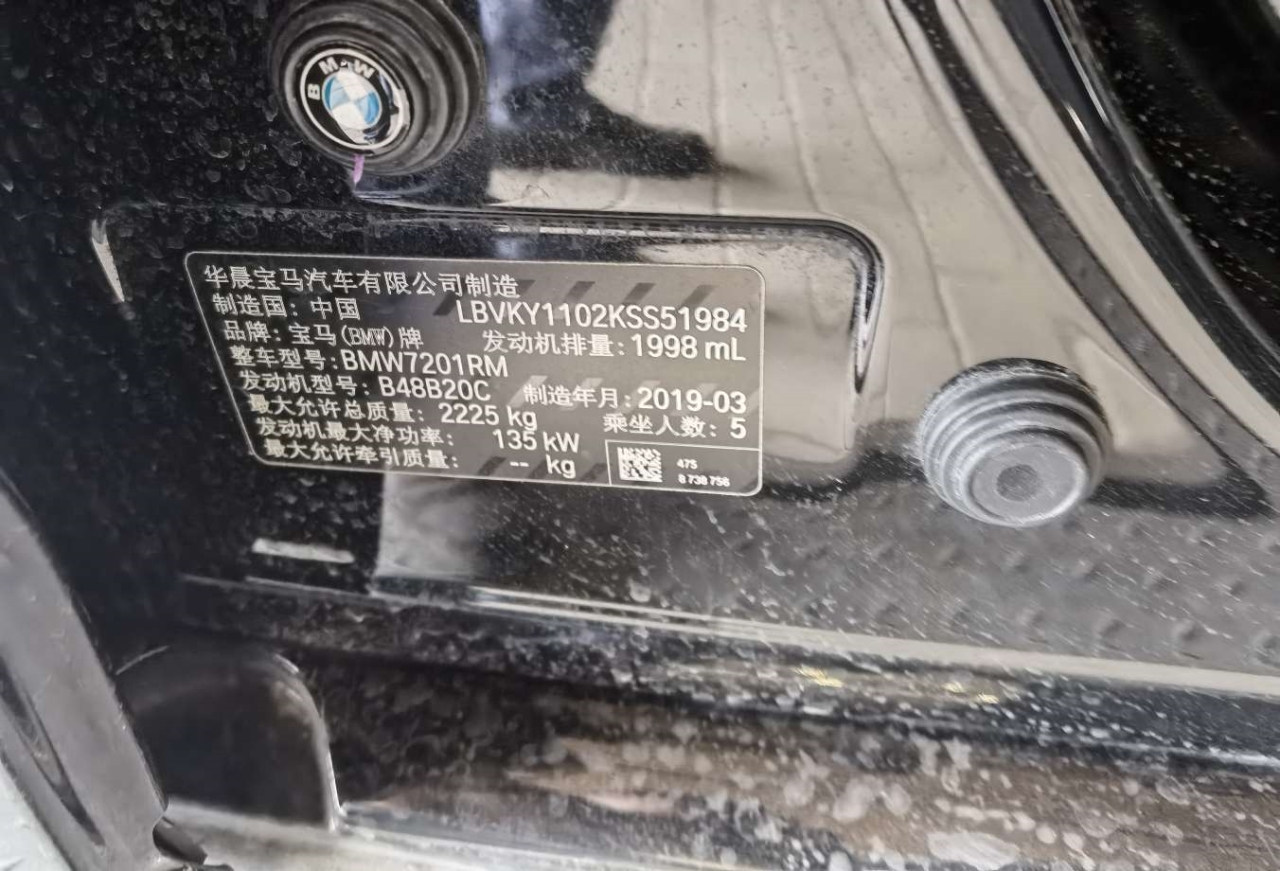 BMW
华晨宝马汽车有限公司制造
制造国：中国 LBVKY1102KSS51984
品牌：宝马(BMW)牌 发动机排量：1998 mL
整车型号：BMW7201RM
发动机型号：B48B20C 制造年月：2019-03
最大允许总质量：2225 kg 乘坐人数：5
发动机最大净功率：135 kW
最大允许牵引质量：-- kg
475
8 738 756